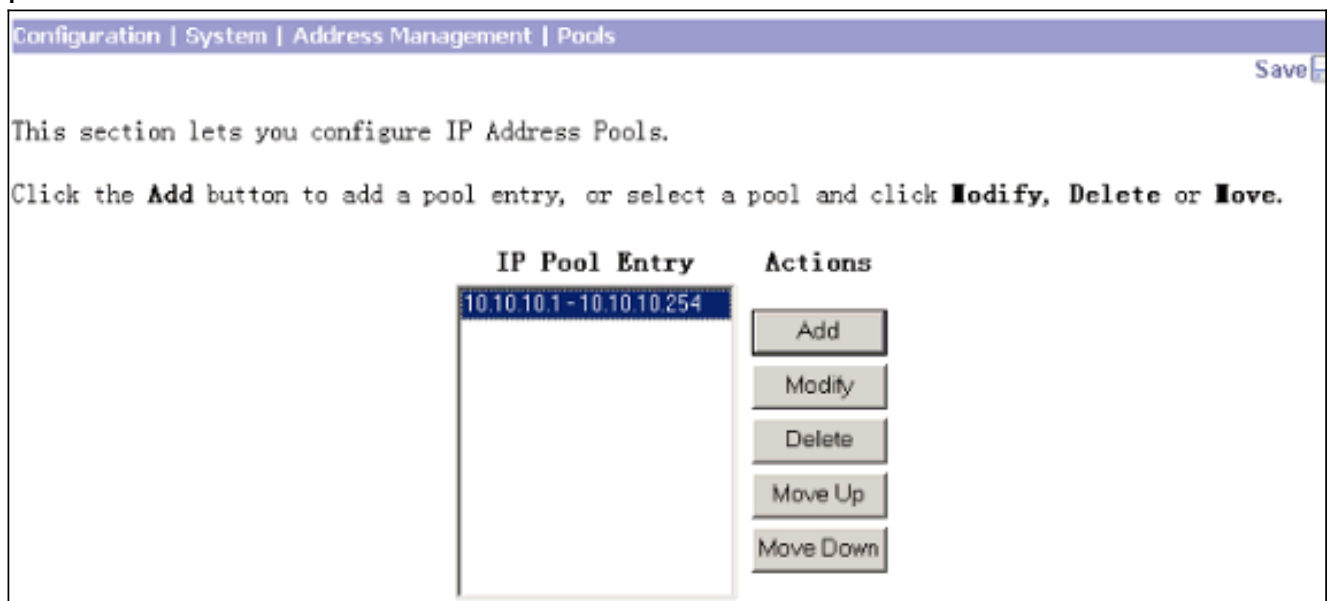 Configuration | System | Address Management | Pools
Save
This section lets you configure IP Address Pools.
Click the Add button to add a pool entry, or select a pool and click Modify, Delete or Move.
IP Pool Entry
Actions
10.10.10.1 - 10.10.10.254
Add
Modify
Delete
Move Up
Move Down